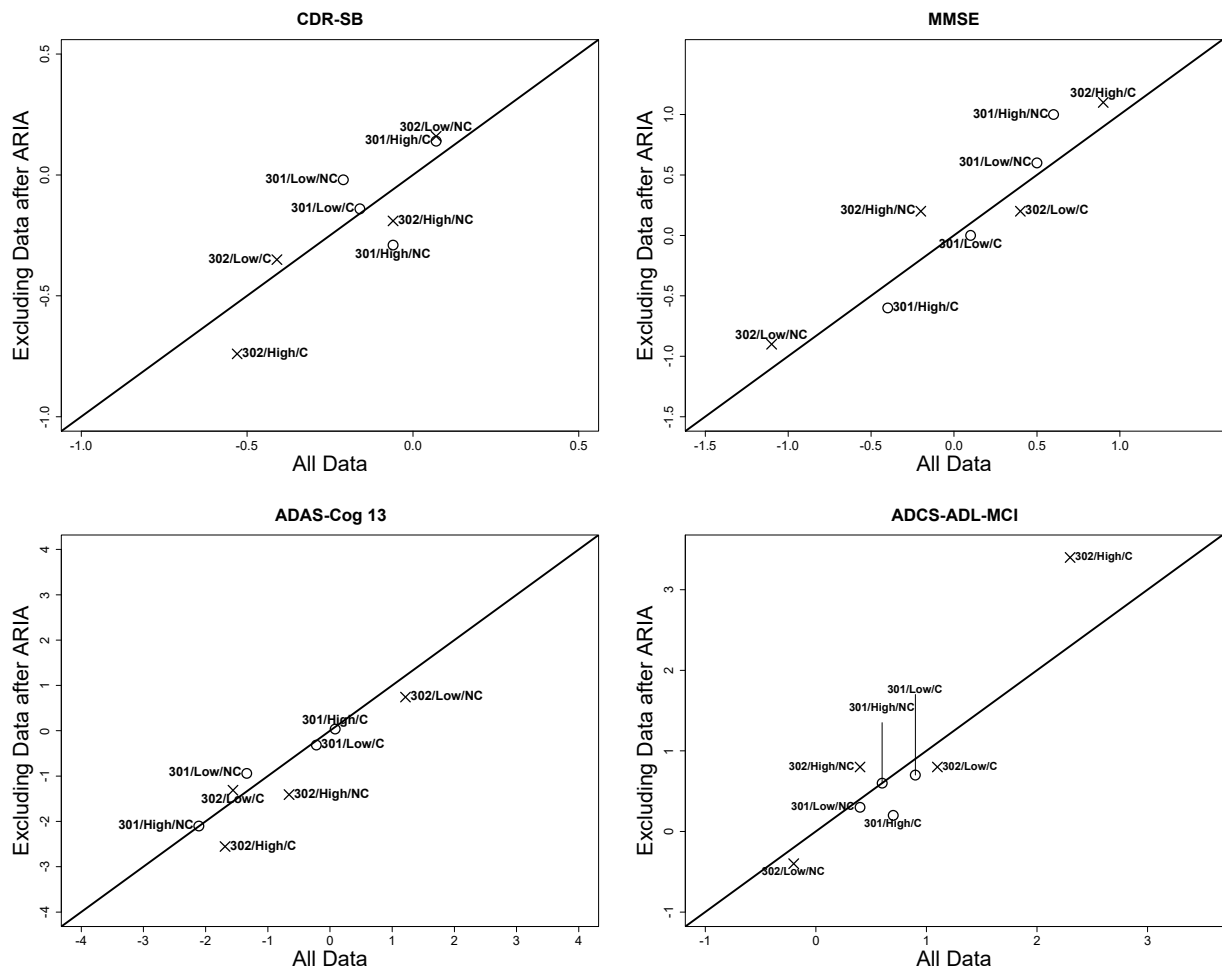 CDR-SB
Excluding Data after ARIA
0.5
0.0
-0.5
-1.0
302/Low/NC
301/High/C
301/Low/NC
301/Low/C
302/High/NC
301/High/NC
302/Low/C
302/High/C
-1.0 -0.5 0.0 0.5
All Data
MMSE
Excluding Data after ARIA
1.0
0.5
0.0
-0.5
-1.0
-1.5
302/High/C
301/High/NC
301/Low/NC
302/High/NC
302/Low/C
301/Low/C
301/High/C
302/Low/NC
-1.5 -1.0 -0.5 0.0 0.5 1.0
All Data
ADAS-Cog 13
Excluding Data after ARIA
4
3
2
1
0
-1
-2
-3
-4
302/Low/NC
301/High/C
301/Low/C
301/Low/NC
302/Low/C
302/High/NC
301/High/NC
302/High/C
-4 -3 -2 -1 0 1 2 3 4
All Data
ADCS-ADL-MCI
Excluding Data after ARIA
3
2
1
0
-1
302/High/C
301/Low/C
301/High/NC
302/High/NC
302/Low/C
301/Low/NC
301/High/C
302/Low/NC
-1 0 1 2 3
All Data